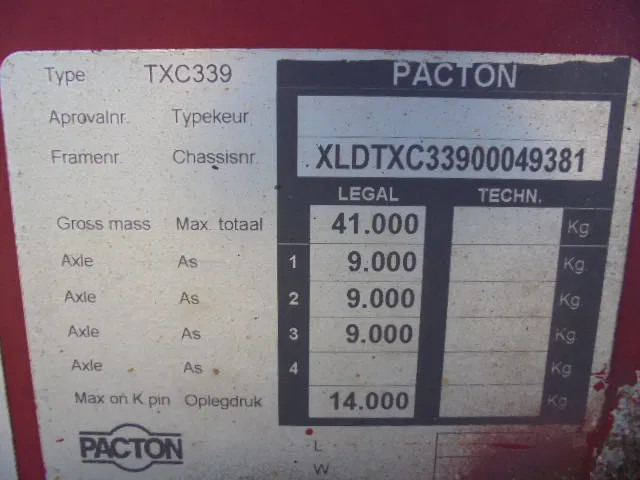 Type TXC339 PACTON
Aprovalnr. Typekeur
Framenr. Chassisnr. XLDTXC33900049381
LEGAL TECHN.
Gross mass Max. totaal 41.000 Kg
Axle As 1 9.000 Kg
Axle As 2 9.000 Kg
Axle As 3 9.000 Kg
Axle As 4 Kg
Max on K pin Oplegdruk 14.000 Kg
PACTON L
W